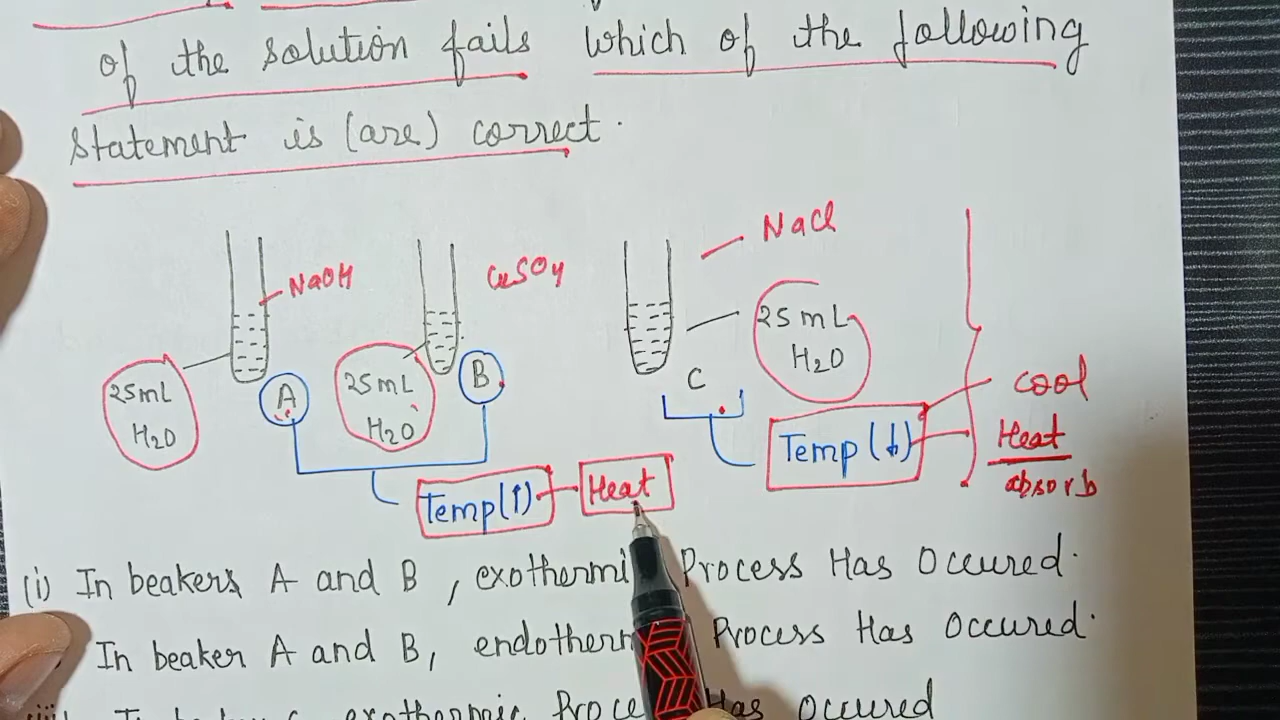 of the solution fails which of the following
statement is (are) correct.
NaOH
CuSO4
NaCl
25mL
H2O
A
25mL
H2O
B
C
25mL
H2O
Temp(↑)
Heat
Temp(↓)
cool
Heat
absorb
(i) In beakers A and B, exothermi Process Has Occured.
In beaker A and B, endotherm Process Has Occured.
exothermic Proce Has Occured